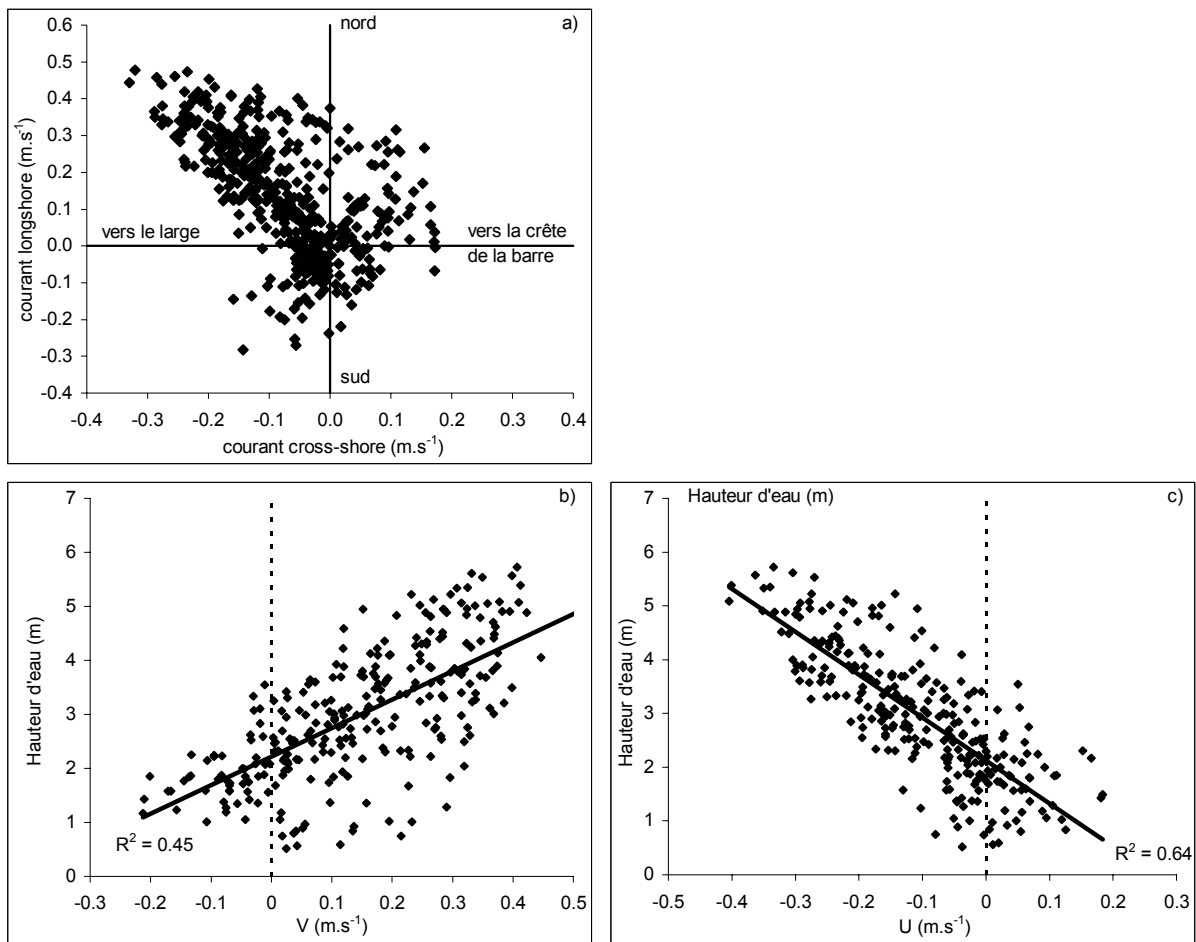 a)
nord
0.6
0.5
0.4
0.3
0.2
0.1
0.0
-0.1
-0.2
-0.3
-0.4
courant longshore (m.s-1)
vers le large
vers la crête
de la barre
sud
-0.4 -0.3 -0.2 -0.1 0.0 0.1 0.2 0.3 0.4
courant cross-shore (m.s-1)
b)
7
6
5
4
3
2
1
0
Hauteur d'eau (m)
R2 = 0.45
-0.3 -0.2 -0.1 0 0.1 0.2 0.3 0.4 0.5
V (m.s-1)
Hauteur d'eau (m)
c)
7
6
5
4
3
2
1
0
Hauteur d'eau (m)
R2 = 0.64
-0.5 -0.4 -0.3 -0.2 -0.1 0 0.1 0.2 0.3
U (m.s-1)